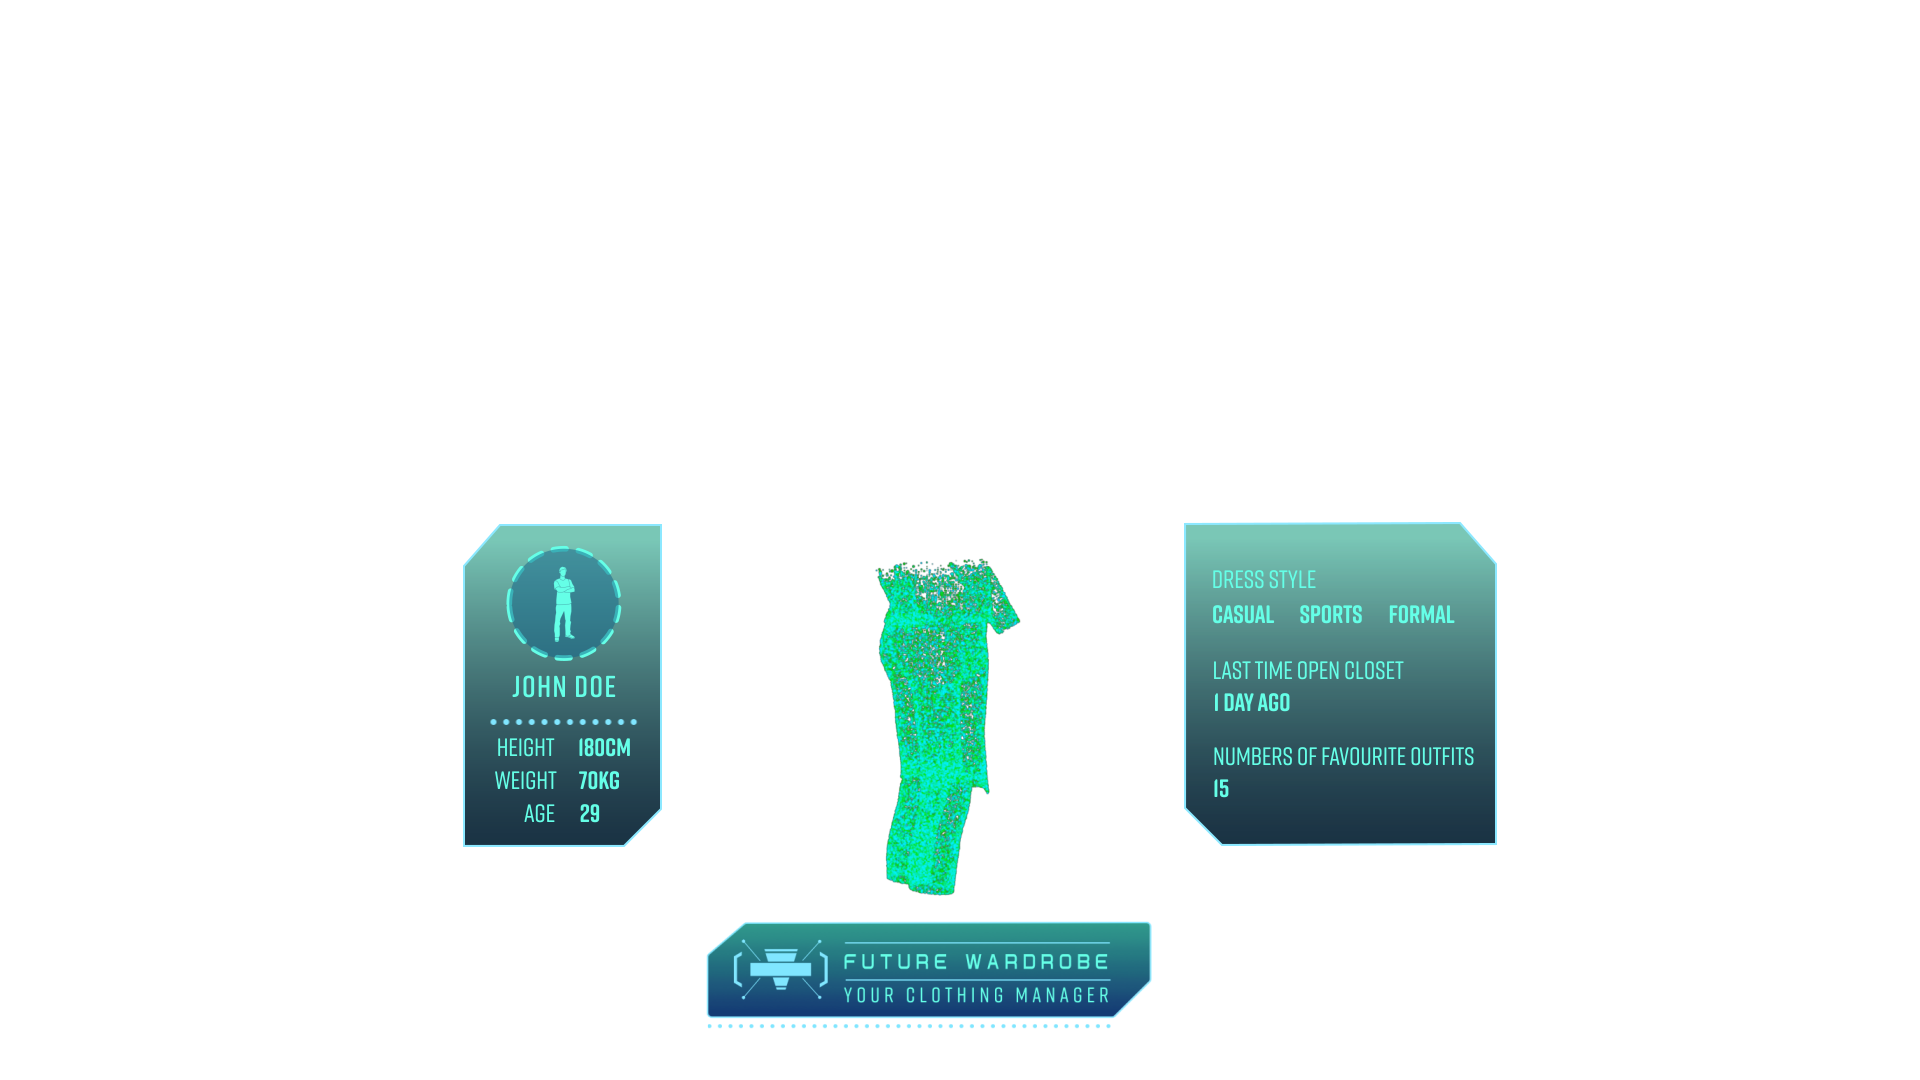 JOHN DOE
HEIGHT 180CM
WEIGHT 70KG
AGE 29
DRESS STYLE
CASUAL SPORTS FORMAL
LAST TIME OPEN CLOSET
1 DAY AGO
NUMBERS OF FAVOURITE OUTFITS
15
FUTURE WARDROBE
YOUR CLOTHING MANAGER